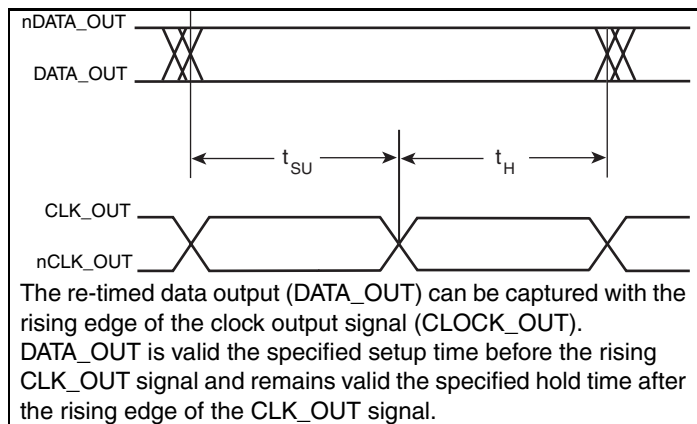 nDATA_OUT
DATA_OUT
tSU
tH
CLK_OUT
nCLK_OUT
The re-timed data output (DATA_OUT) can be captured with the
rising edge of the clock output signal (CLOCK_OUT).
DATA_OUT is valid the specified setup time before the rising
CLK_OUT signal and remains valid the specified hold time after
the rising edge of the CLK_OUT signal.